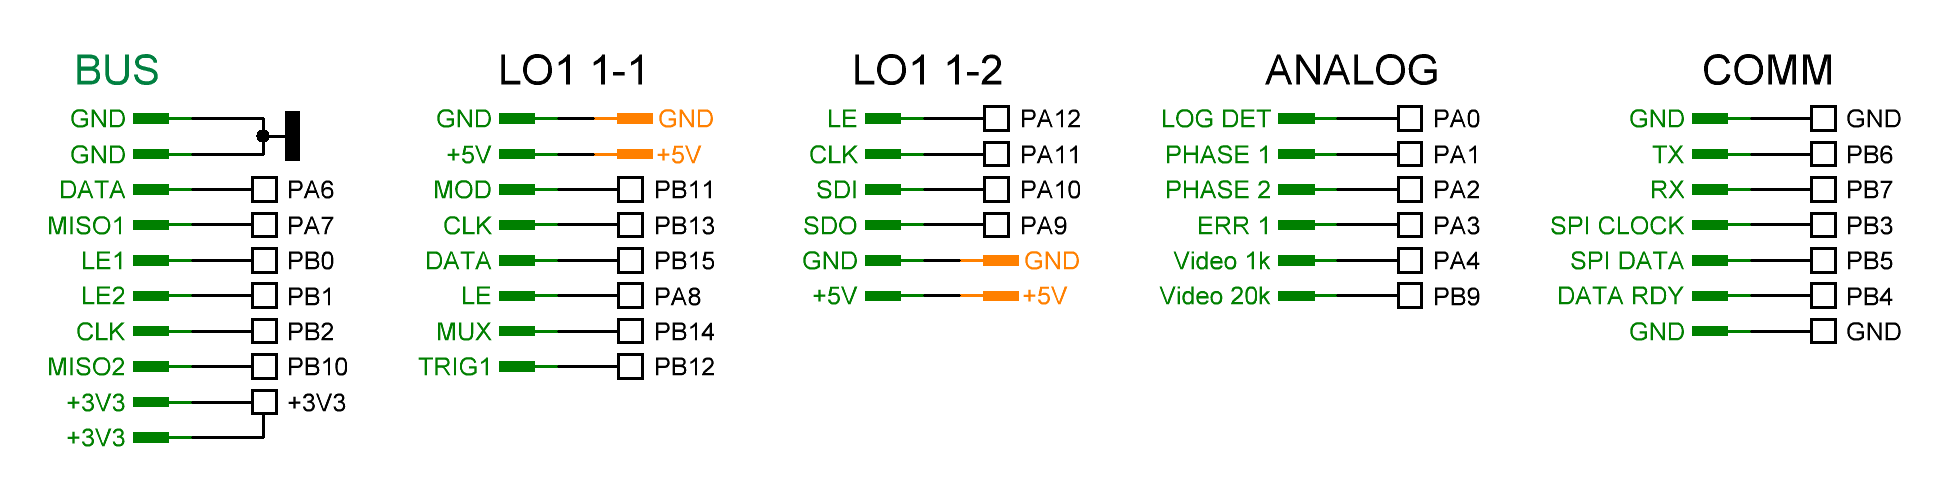 BUS
GND
GND
DATA PA6
MISO1 PA7
LE1 PB0
LE2 PB1
CLK PB2
MISO2 PB10
+3V3 +3V3
+3V3
LO1 1-1
GND GND
+5V +5V
MOD PB11
CLK PB13
DATA PB15
LE PA8
MUX PB14
TRIG1 PB12
LO1 1-2
LE PA12
CLK PA11
SDI PA10
SDO PA9
GND GND
+5V +5V
ANALOG
LOG DET PA0
PHASE 1 PA1
PHASE 2 PA2
ERR 1 PA3
Video 1k PA4
Video 20k PB9
COMM
GND GND
TX PB6
RX PB7
SPI CLOCK PB3
SPI DATA PB5
DATA RDY PB4
GND GND